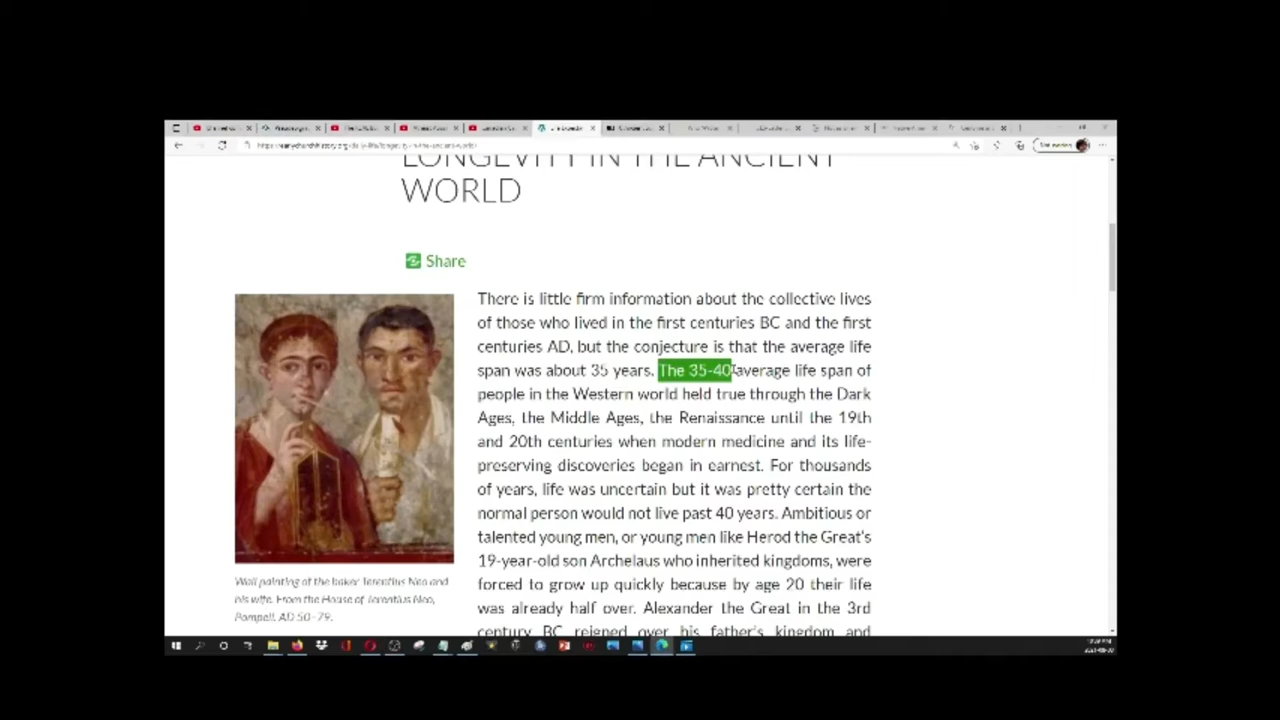 LONGEVITY IN THE ANCIENT
WORLD
Share
There is little firm information about the collective lives
of those who lived in the first centuries BC and the first
centuries AD, but the conjecture is that the average life
span was about 35 years. The 35-40 average life span of
people in the Western world held true through the Dark
Ages, the Middle Ages, the Renaissance until the 19th
and 20th centuries when modern medicine and its life-
preserving discoveries began in earnest. For thousands
of years, life was uncertain but it was pretty certain the
normal person would not live past 40 years. Ambitious or
talented young men, or young men like Herod the Great's
19-year-old son Archelaus who inherited kingdoms, were
forced to grow up quickly because by age 20 their life
was already half over. Alexander the Great in the 3rd
century BC reigned over his father's kingdom and
Wall painting of the baker Terentius Neo and
his wife. From the House of Terentius Neo,
Pompeii. AD 50–79.